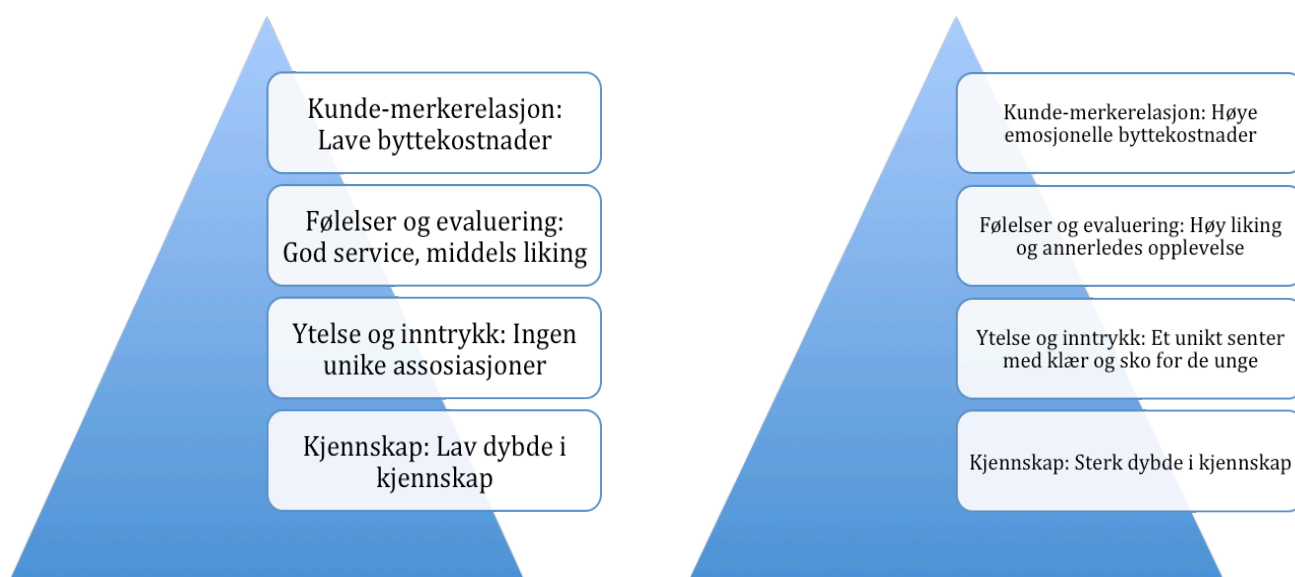 Kunde-merkerelasjon:
Lave byttekostnader
Følelser og evaluering:
God service, middels liking
Ytelse og inntrykk: Ingen
unike assosiasjoner
Kjennskap: Lav dybde i
kjennskap
Kunde-merkerelasjon: Høye
emosjonelle byttekostnader
Følelser og evaluering: Høy liking
og annerledes opplevelse
Ytelse og inntrykk: Et unikt senter
med klær og sko for de unge
Kjennskap: Sterk dybde i kjennskap